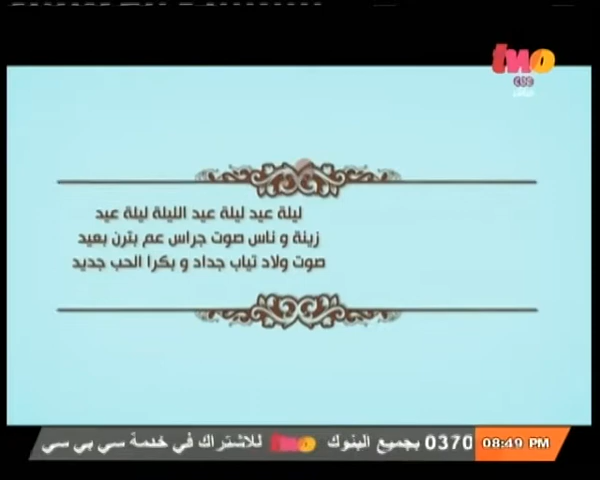 two
cbc
ليلة عيد ليلة عيد الليلة ليلة عيد
زينة و ناس صوت جراس عم بترن بعيد
صوت ولاد تياب جداد و بكرا الحب جديد
0370 بجميع البنوك two للاشتراك في خدمة سي بي سي
08:49 PM